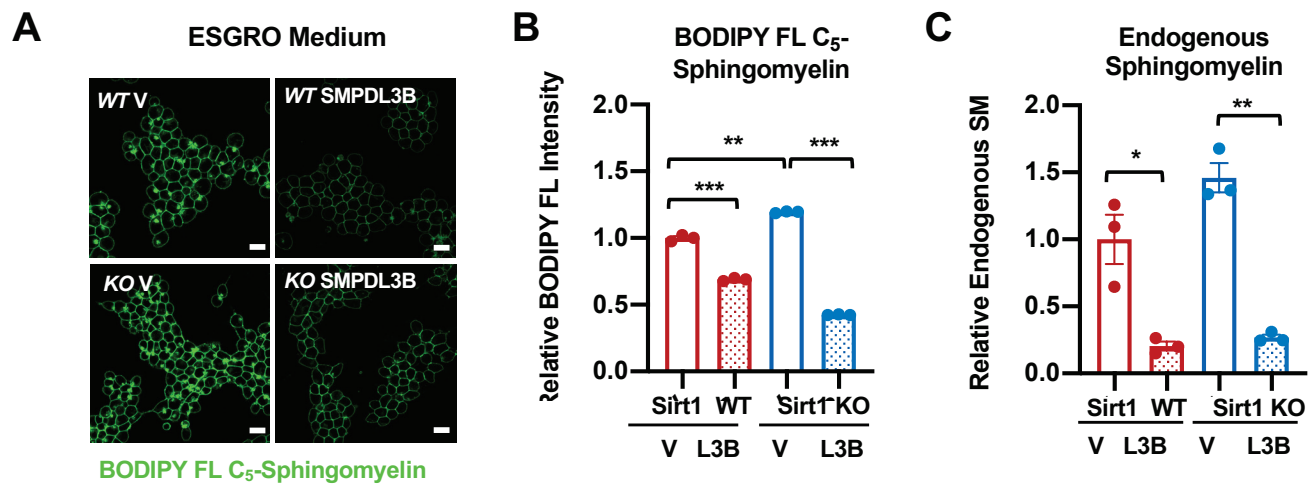 A
ESGRO Medium
WT V
WT SMPDL3B
KO V
KO SMPDL3B
BODIPY FL C5-Sphingomyelin
B
BODIPY FL C5-
Sphingomyelin
Relative BODIPY FL Intensity
2.0
1.5
1.0
0.5
0.0
**
***
***
Sirt1 WT
Sirt1 KO
V L3B
V L3B
C
Endogenous
Sphingomyelin
Relative Endogenous SM
2.0
1.5
1.0
0.5
0.0
*
**
Sirt1 WT
Sirt1 KO
V L3B
V L3B